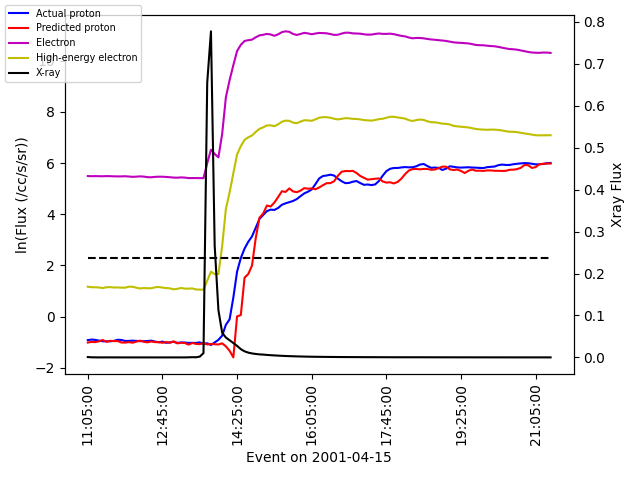 Actual proton
Predicted proton
Electron
High-energy electron
X-ray
8
6
4
2
0
−2
ln(Flux (/cc/s/sr))
0.8
0.7
0.6
0.5
0.4
0.3
0.2
0.1
0.0
Xray Flux
11:05:00
12:45:00
14:25:00
16:05:00
17:45:00
19:25:00
21:05:00
Event on 2001-04-15